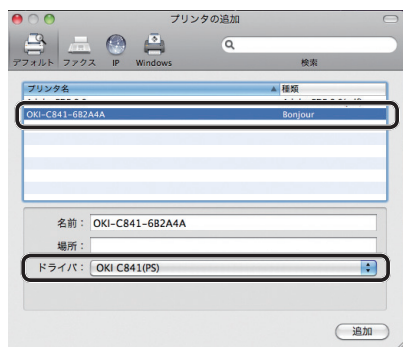 プリンタの追加
デフォルト ファクス IP Windows 検索
プリンタ名 種類
OKI-C841-6B2A4A Bonjour
名前： OKI-C841-6B2A4A
場所：
ドライバ： OKI C841(PS)
追加